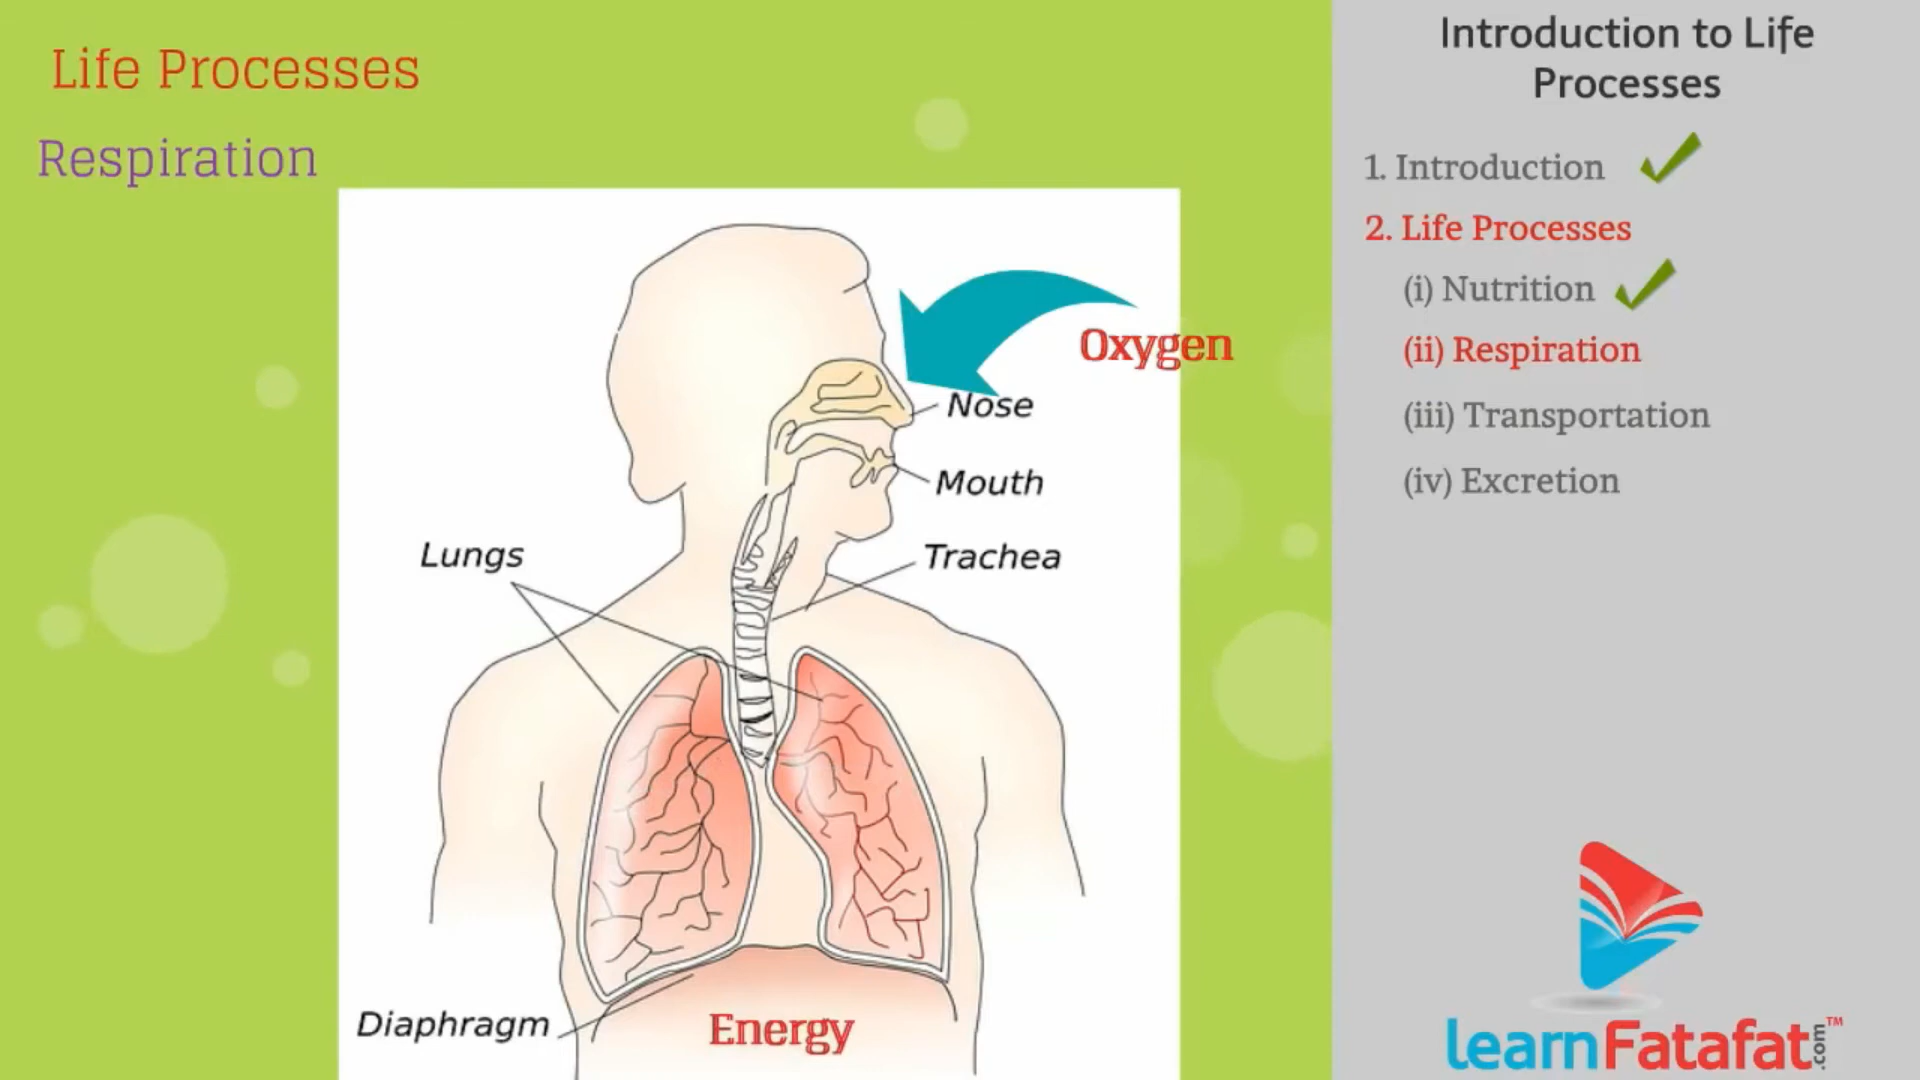 Life Processes
Respiration
Oxygen
Nose
Mouth
Trachea
Lungs
Diaphragm
Energy
Introduction to Life
Processes
1. Introduction
2. Life Processes
(i) Nutrition
(ii) Respiration
(iii) Transportation
(iv) Excretion
learnFatafat.com™